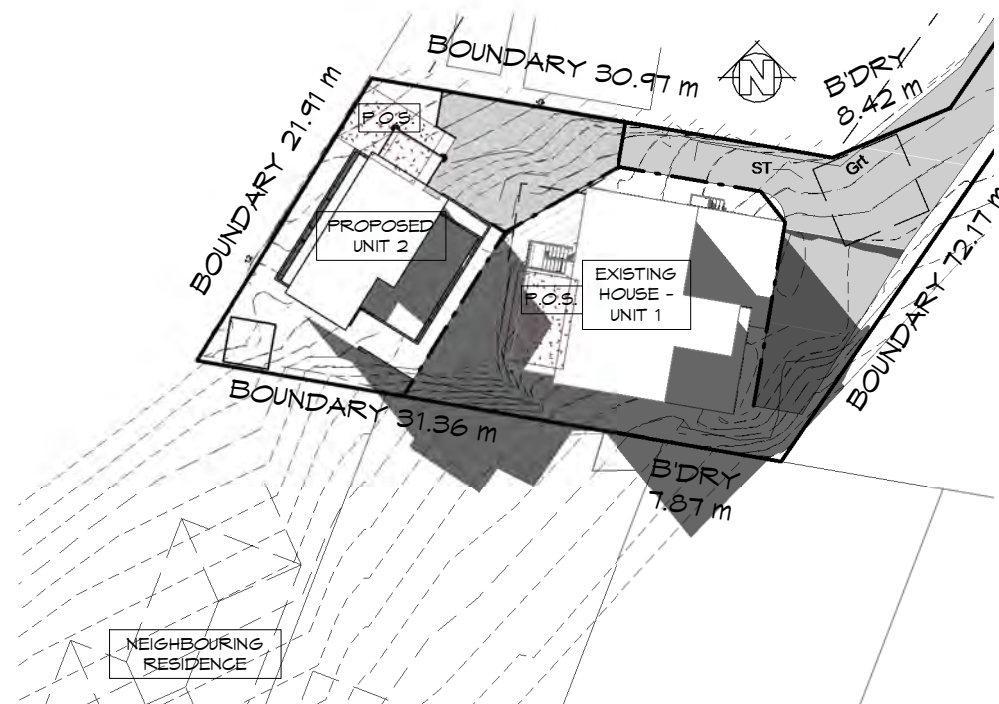 BOUNDARY 30.97 m
N
B'DRY
8.42 m
BOUNDARY 21.91 m
P.O.S.
ST
Grt
PROPOSED
UNIT 2
EXISTING
HOUSE -
UNIT 1
P.O.S.
BOUNDARY 72.17 m
BOUNDARY 31.36 m
B'DRY
7.87 m
NEIGHBOURING
RESIDENCE